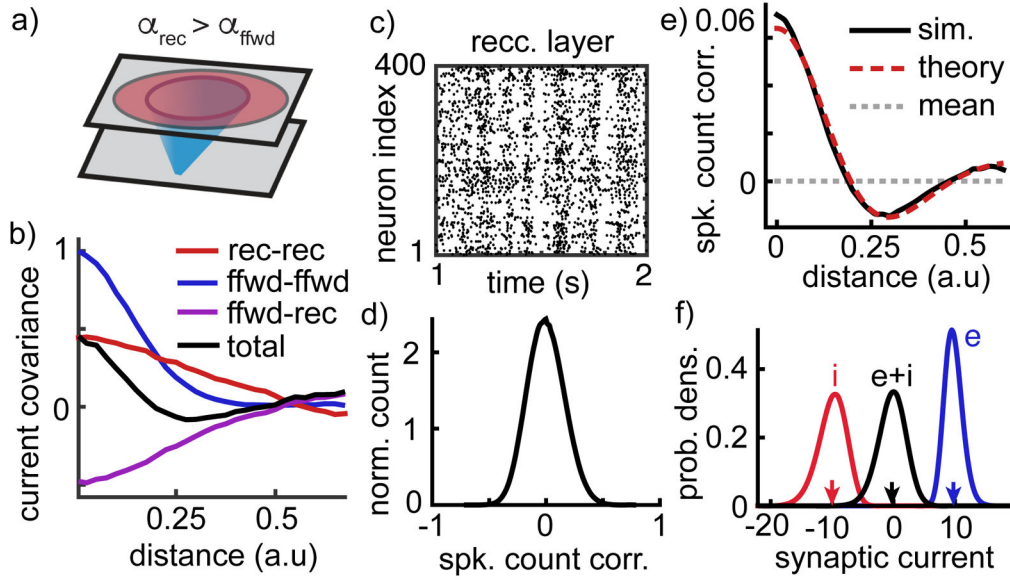 a)
αrec > αffwd
b)
1
0
current covariance
rec-rec
ffwd-ffwd
ffwd-rec
total
0.25
0.5
distance (a.u)
c)
recc. layer
400
neuron index
1
1
2
time (s)
d)
2
1
0
norm. count
-1
0
1
spk. count corr.
e)
0.06
0
spk. count corr.
sim.
theory
mean
0
0.25
0.5
distance (a.u)
f)
0.4
0.2
0
prob. dens.
i
e+i
e
-20
-10
0
10
synaptic current